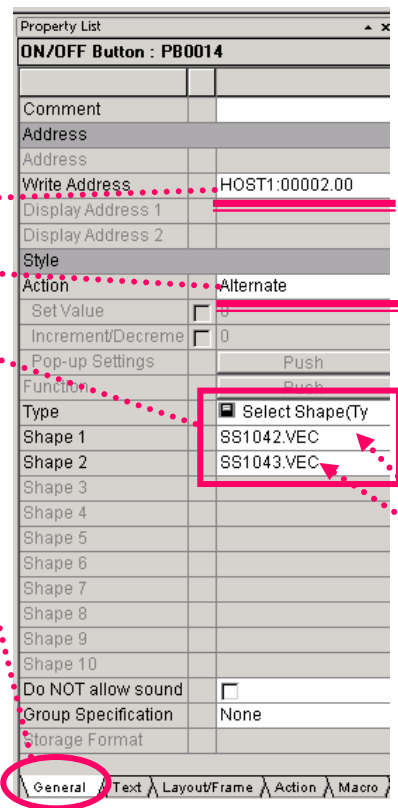 Property List
ON/OFF Button : PB0014
Comment
Address
Address
Write Address HOST1:00002.00
Display Address 1
Display Address 2
Style
Action Alternate
Set Value 0
Increment/Decreme 0
Pop-up Settings Push
Function Push
Type Select Shape(Ty
Shape 1 SS1042.VEC
Shape 2 SS1043.VEC
Shape 3
Shape 4
Shape 5
Shape 6
Shape 7
Shape 8
Shape 9
Shape 10
Do NOT allow sound
Group Specification None
Storage Format
General Text Layout/Frame Action Macro